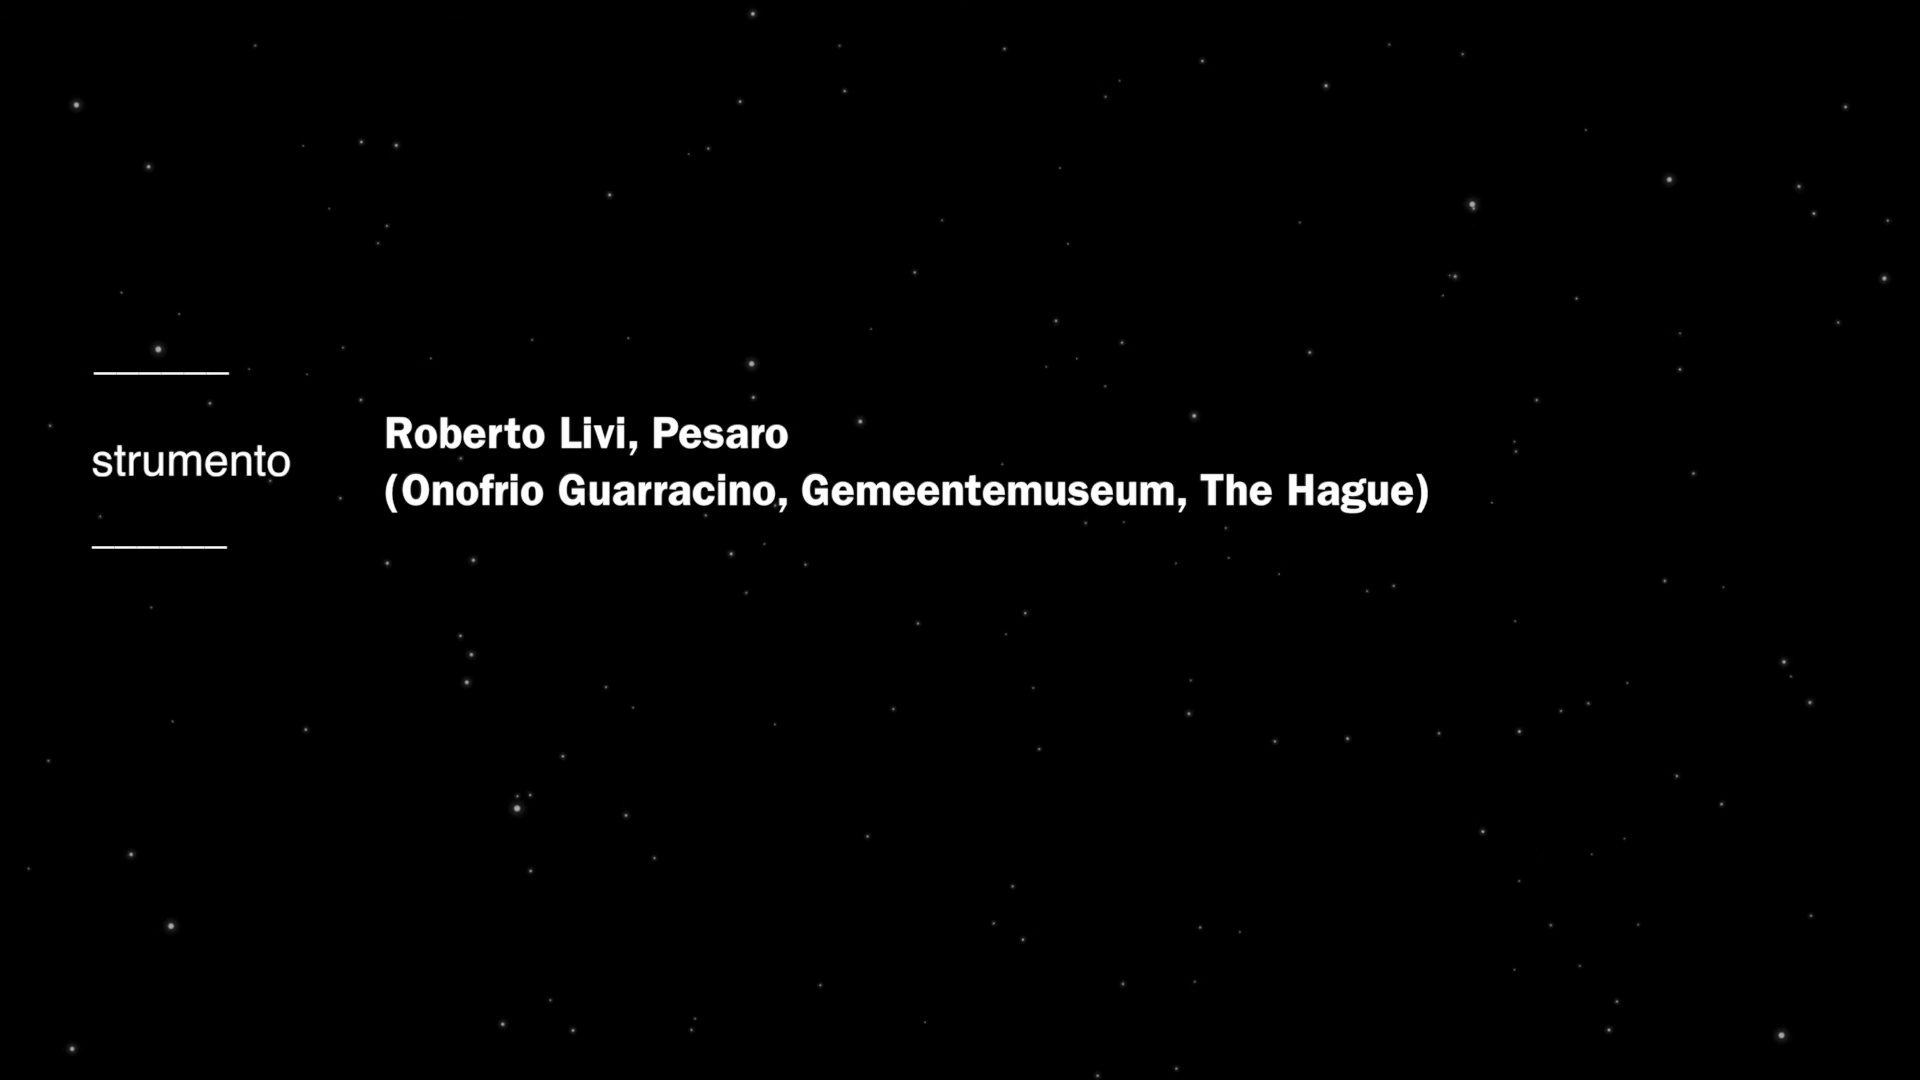 strumento
Roberto Livi, Pesaro
(Onofrio Guarracino, Gemeentemuseum, The Hague)